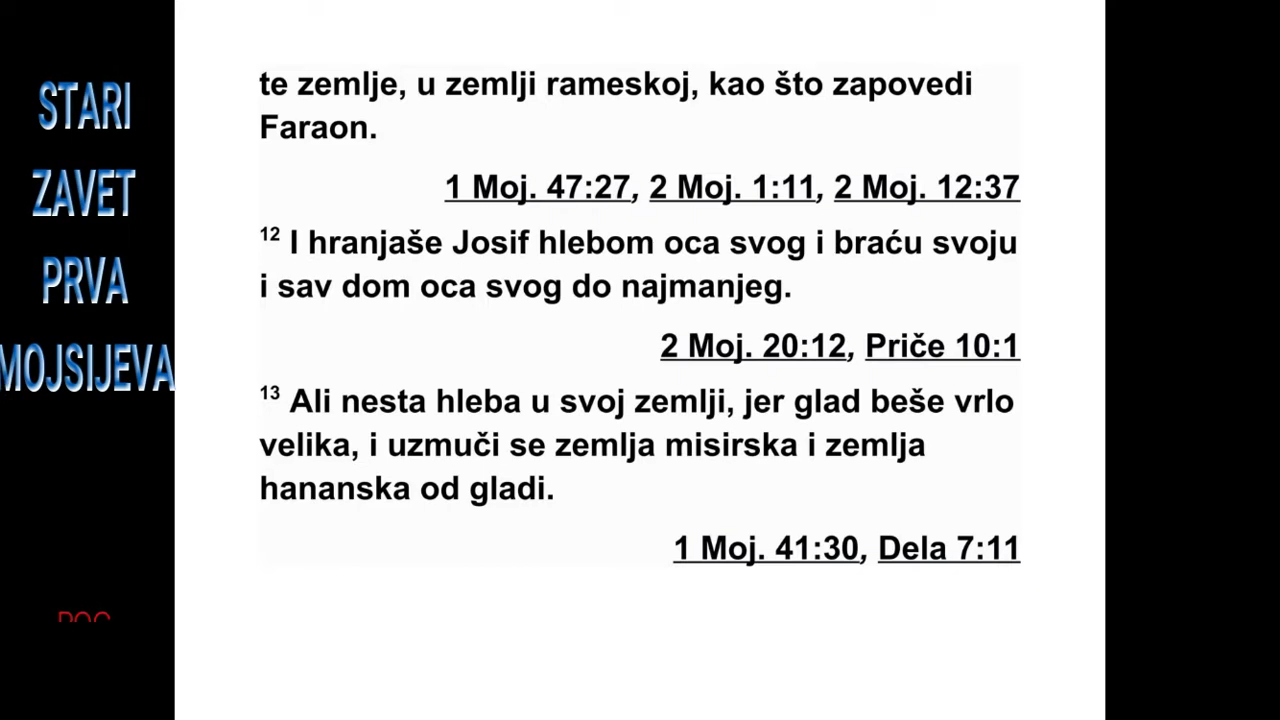 STARI
ZAVET
PRVA
MOJSIJEVA
te zemlje, u zemlji rameskoj, kao što zapovedi
Faraon.
1 Moj. 47:27, 2 Moj. 1:11, 2 Moj. 12:37
12 I hranjaše Josif hlebom oca svog i braću svoju
i sav dom oca svog do najmanjeg.
2 Moj. 20:12, Priče 10:1
13 Ali nesta hleba u svoj zemlji, jer glad beše vrlo
velika, i uzmuči se zemlja misirska i zemlja
hananska od gladi.
1 Moj. 41:30, Dela 7:11